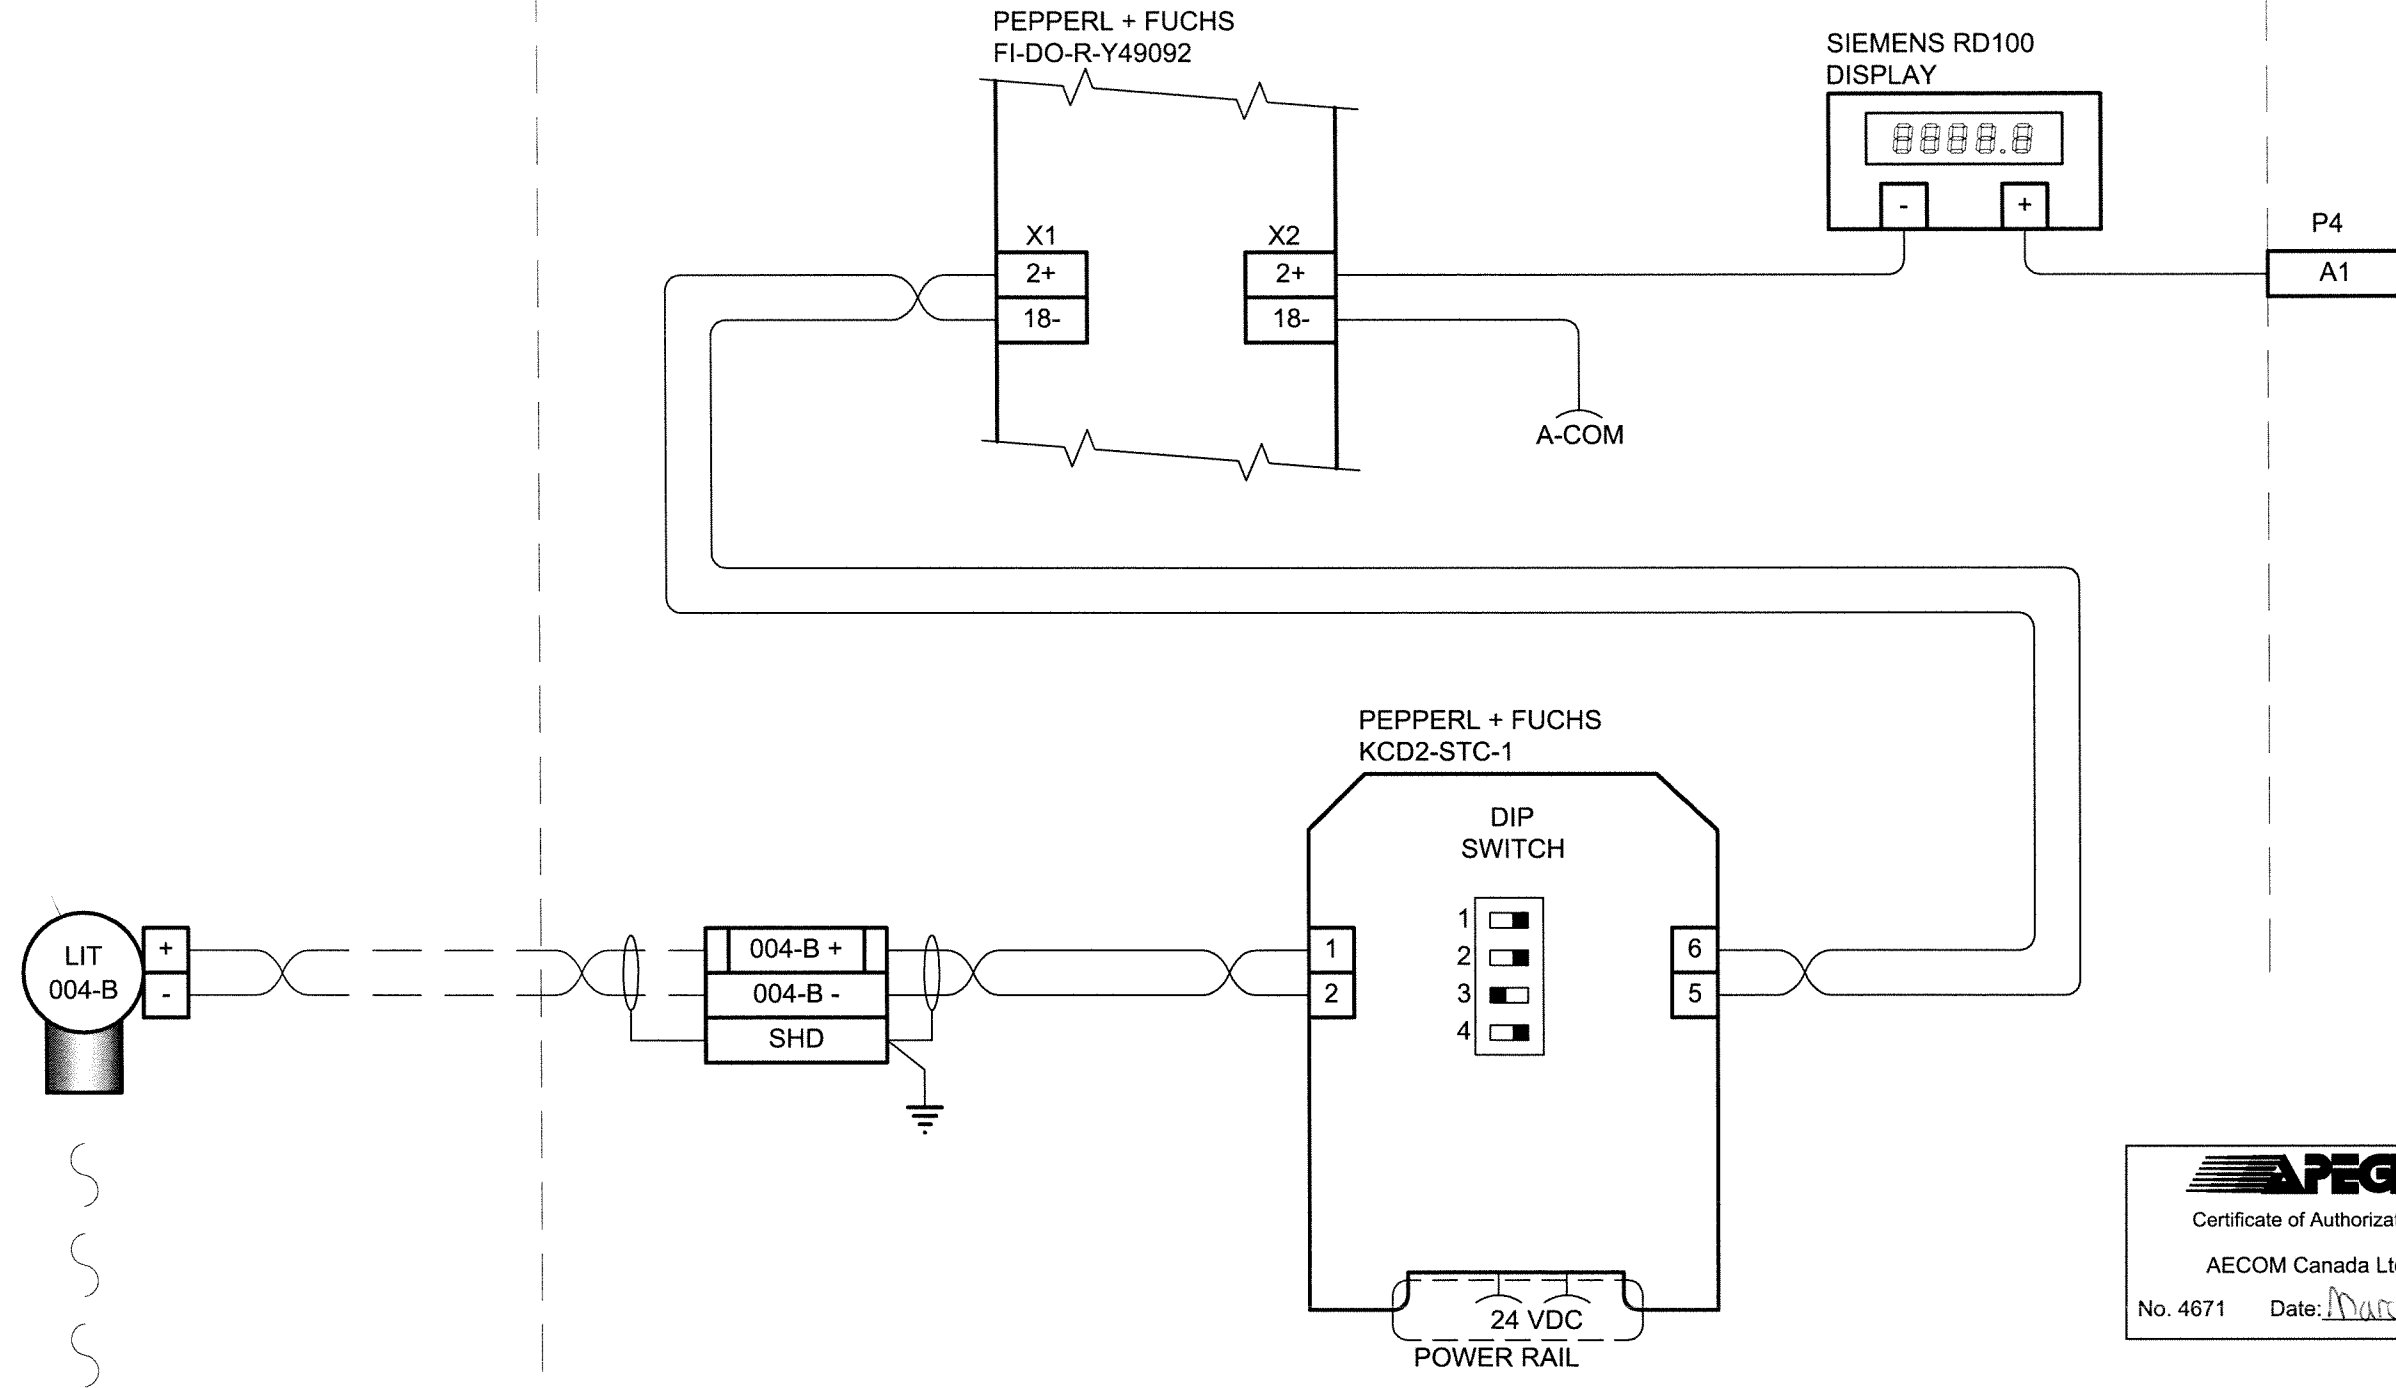 PEPPERL + FUCHS
FI-DO-R-Y49092
SIEMENS RD100
DISPLAY
8888.8
- +
P4
X1 X2
2+ 2+ A1
18- 18-
A-COM
PEPPERL + FUCHS
KCD2-STC-1
DIP
SWITCH
1
2
3
4
LIT
004-B
+
-
004-B +
004-B -
SHD
1
2
6
5
24 VDC
POWER RAIL
Certificate of
AECOM Canada
No. 4671 Date: